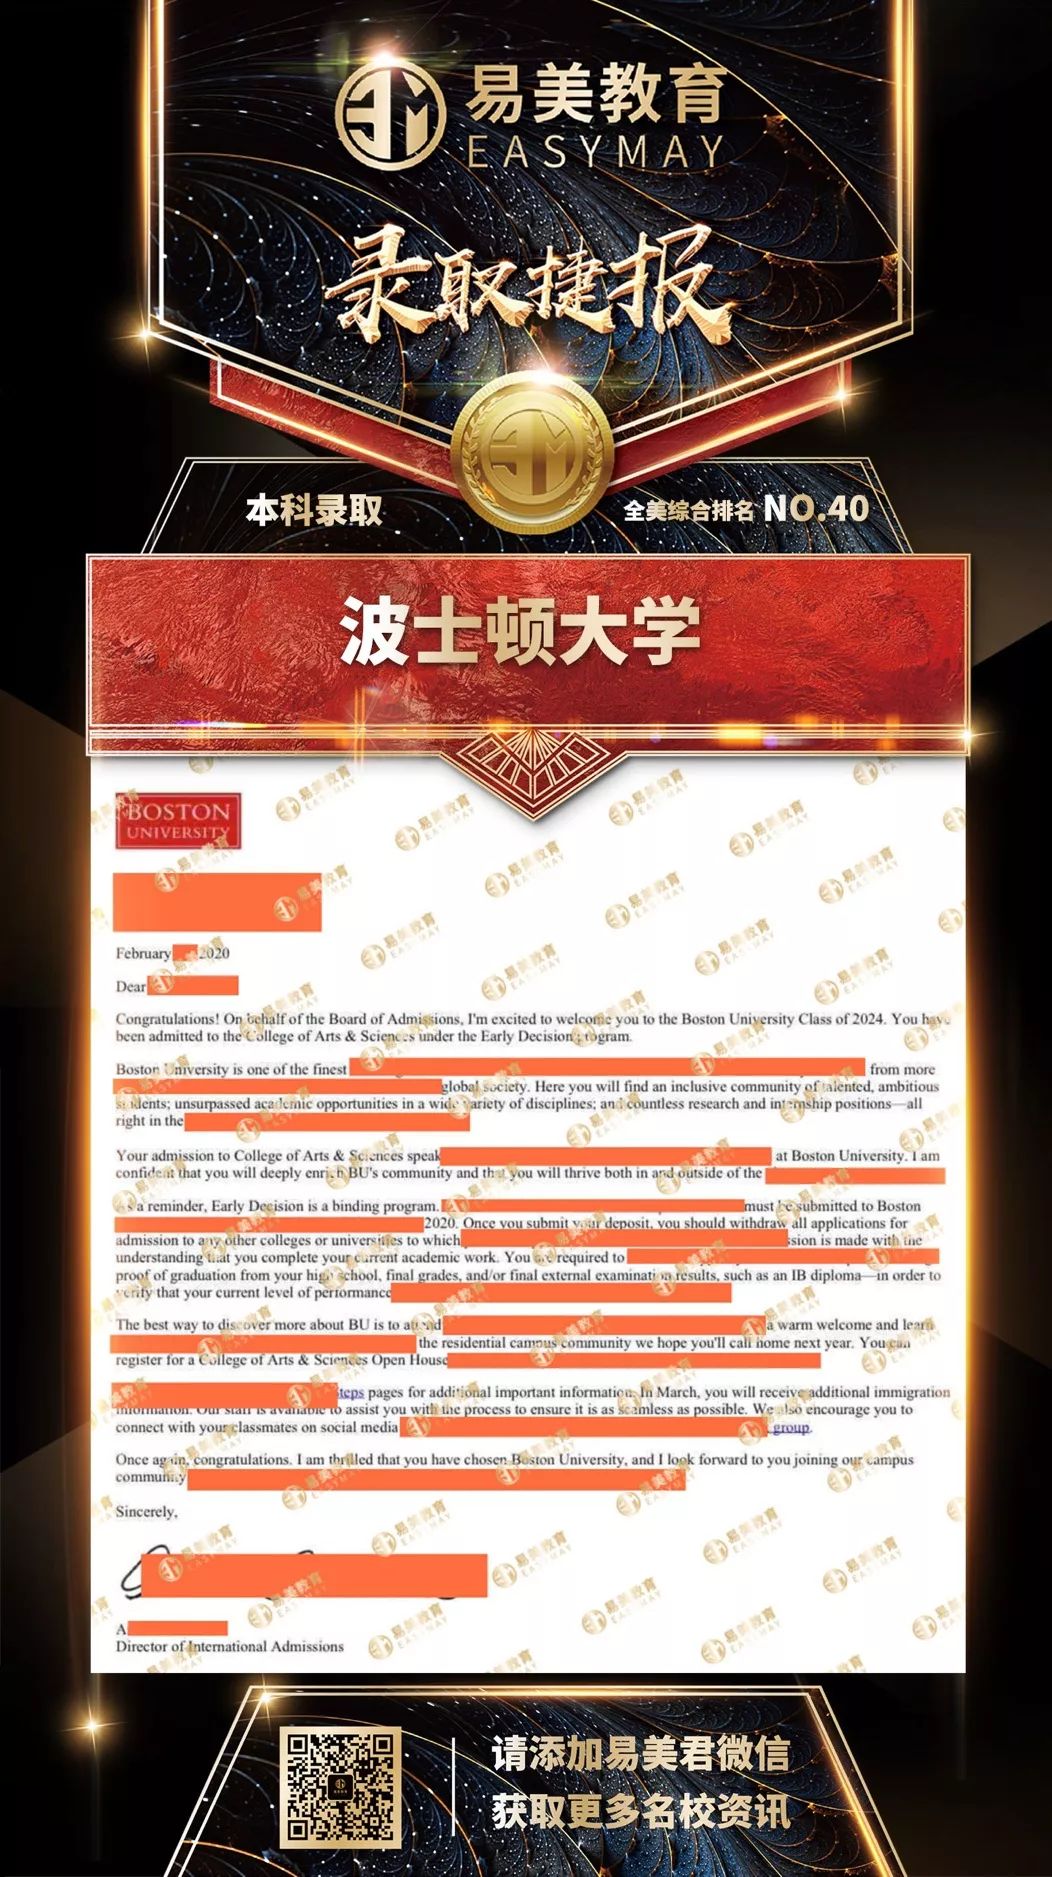 易美教育
EASYMAY
录取捷报
本科录取
全美综合排名 NO.40
波士顿大学
BOSTON
UNIVERSITY
February 2020
Dear
Congratulations! On behalf of the Board of Admissions, I'm excited to welcome you to the Boston University Class of 2024. You have
been admitted to the College of Arts & Sciences under the Early Decision program.
Boston University is one of the finest from more
global society. Here you will find an inclusive community of talented, ambitious
students; unsurpassed academic opportunities in a wide variety of disciplines; and countless research and internship positions—all
right in the
Your admission to College of Arts & Sciences speak at Boston University. I am
confident that you will deeply enrich BU's community and that you will thrive both in and outside of the
As a reminder, Early Decision is a binding program. must be submitted to Boston
2020. Once you submit your deposit, you should withdraw all applications for
admission to any other colleges or universities to which ssion is made with the
understanding that you complete your current academic work. You are required to
proof of graduation from your high school, final grades, and/or final external examination results, such as an IB diploma—in order to
verify that your current level of performance
The best way to discover more about BU is to attend a warm welcome and learn
the residential campus community we hope you'll call home next year. You can
register for a College of Arts & Sciences Open House
steps pages for additional important information. In March, you will receive additional immigration
information. Our staff is available to assist you with the process to ensure it is as seamless as possible. We also encourage you to
connect with your classmates on social media group.
Once again, congratulations. I am thrilled that you have chosen Boston University, and I look forward to you joining our campus
community
Sincerely,
A
Director of International Admissions
请添加易美君微信
获取更多名校资讯